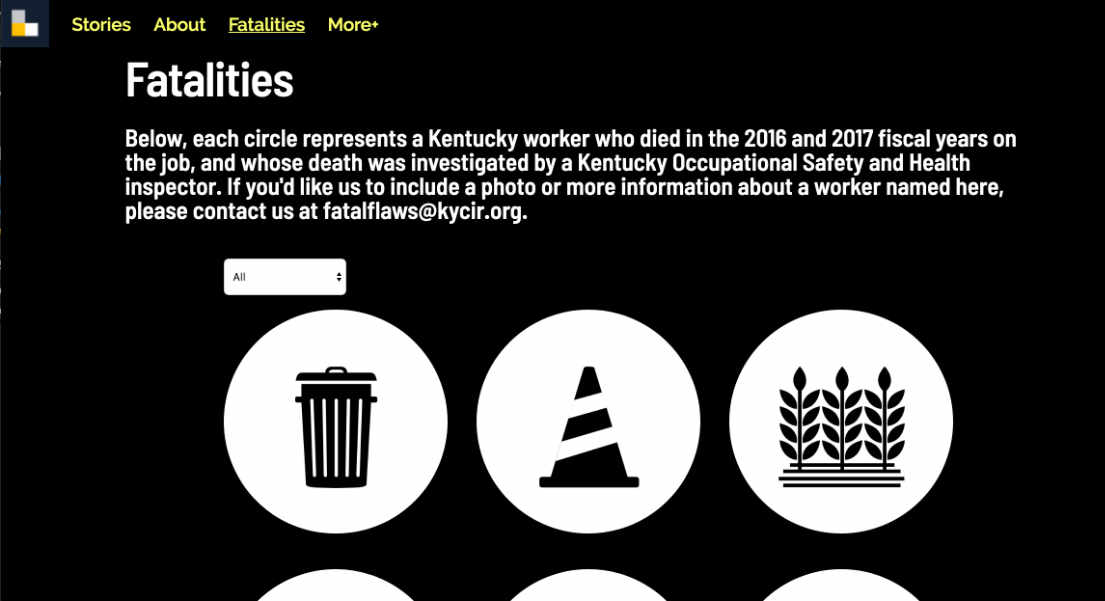 Stories About Fatalities More+
Fatalities
Below, each circle represents a Kentucky worker who died in the 2016 and 2017 fiscal years on
the job, and whose death was investigated by a Kentucky Occupational Safety and Health
inspector. If you'd like us to include a photo or more information about a worker named here,
please contact us at fatalflaws@kycir.org.
All